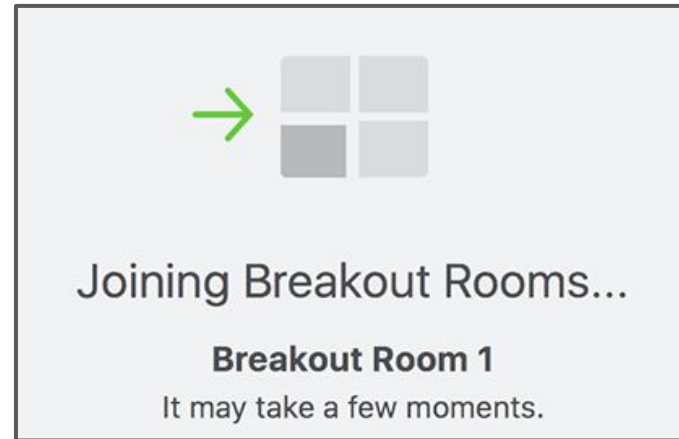 Joining Breakout Rooms...
Breakout Room 1
It may take a few moments.